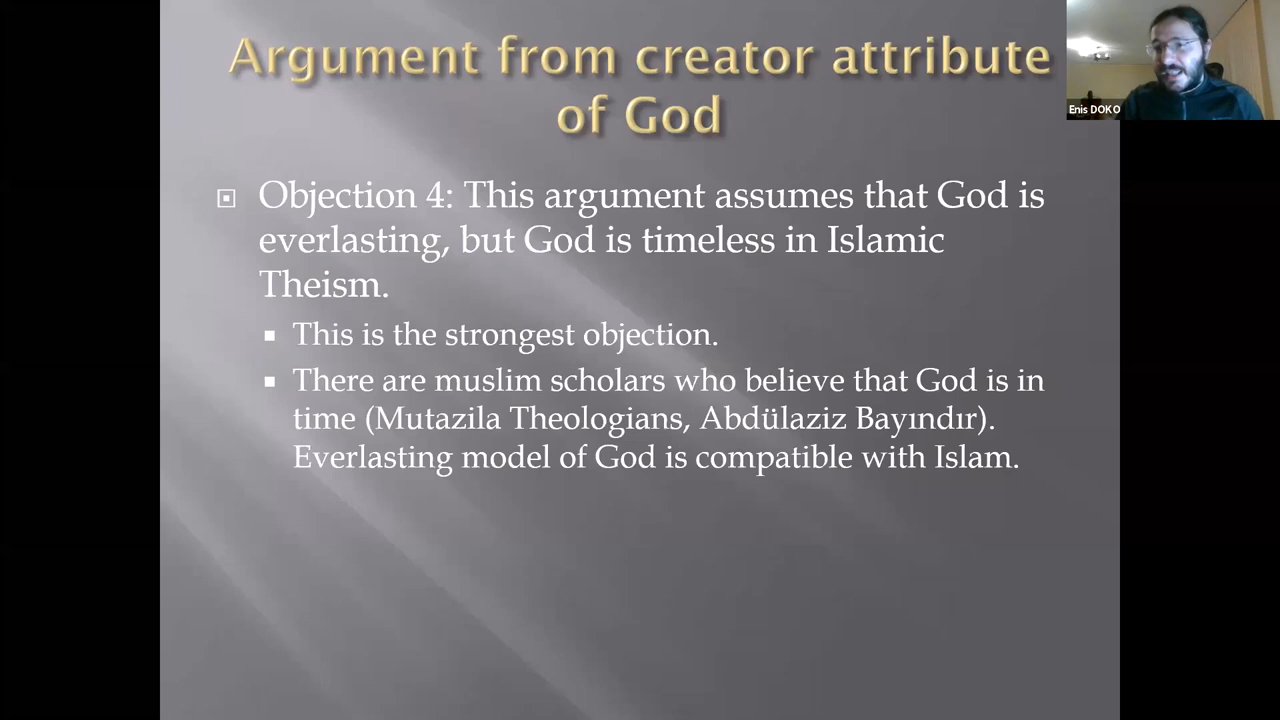 Argument from creator attribute
of God
Enis DOKO
Objection 4: This argument assumes that God is
everlasting, but God is timeless in Islamic
Theism.
This is the strongest objection.
There are muslim scholars who believe that God is in
time (Mutazila Theologians, Abdülaziz Bayındır).
Everlasting model of God is compatible with Islam.